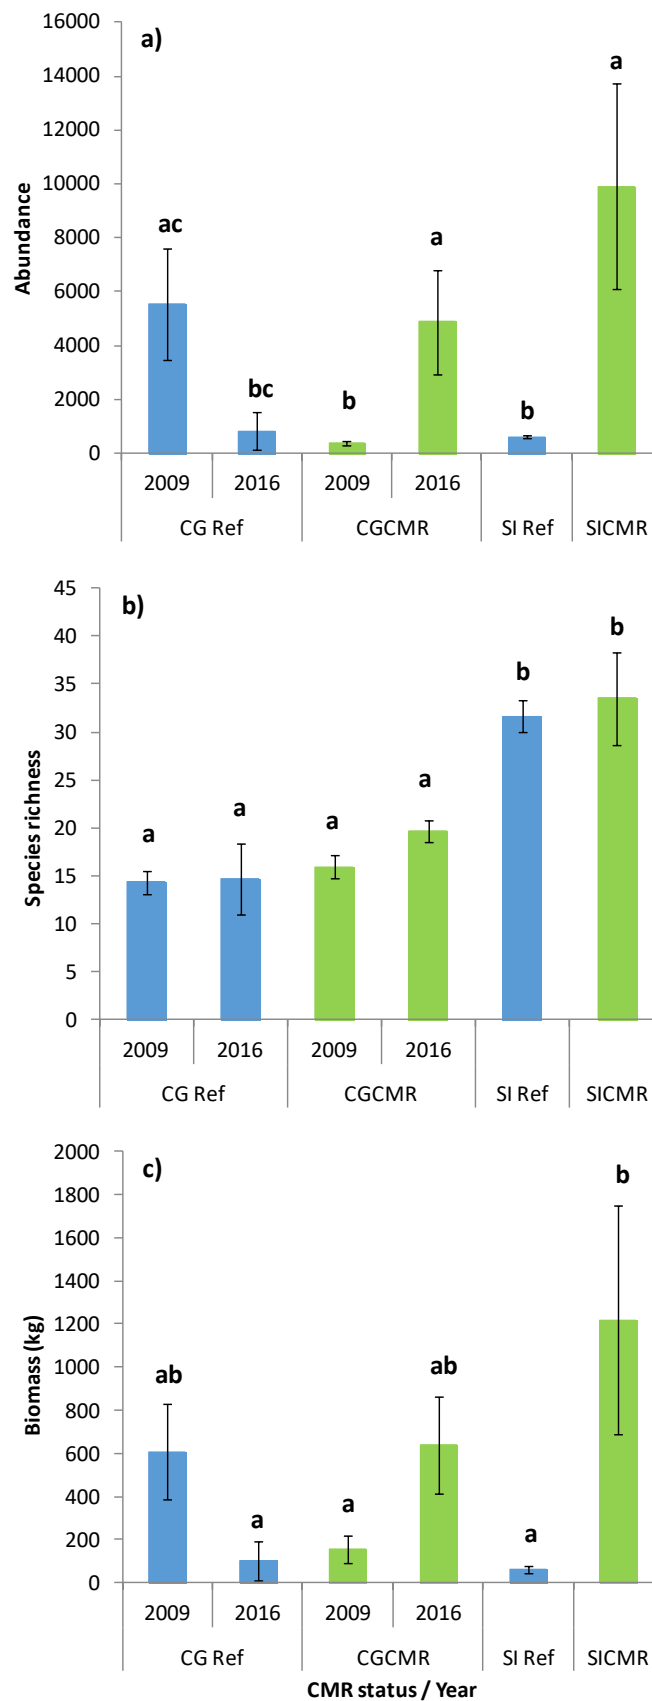 a)
Abundance
16000
14000
12000
10000
8000
6000
4000
2000
0
ac
bc
b
a
b
a
2009 2016 2009 2016
CG Ref CGCMR SI Ref SICMR
b)
Species richness
45
40
35
30
25
20
15
10
5
0
a
a
a
a
b
b
2009 2016 2009 2016
CG Ref CGCMR SI Ref SICMR
c)
Biomass (kg)
2000
1800
1600
1400
1200
1000
800
600
400
200
0
ab
a
a
ab
a
b
2009 2016 2009 2016
CG Ref CGCMR SI Ref SICMR
CMR status / Year